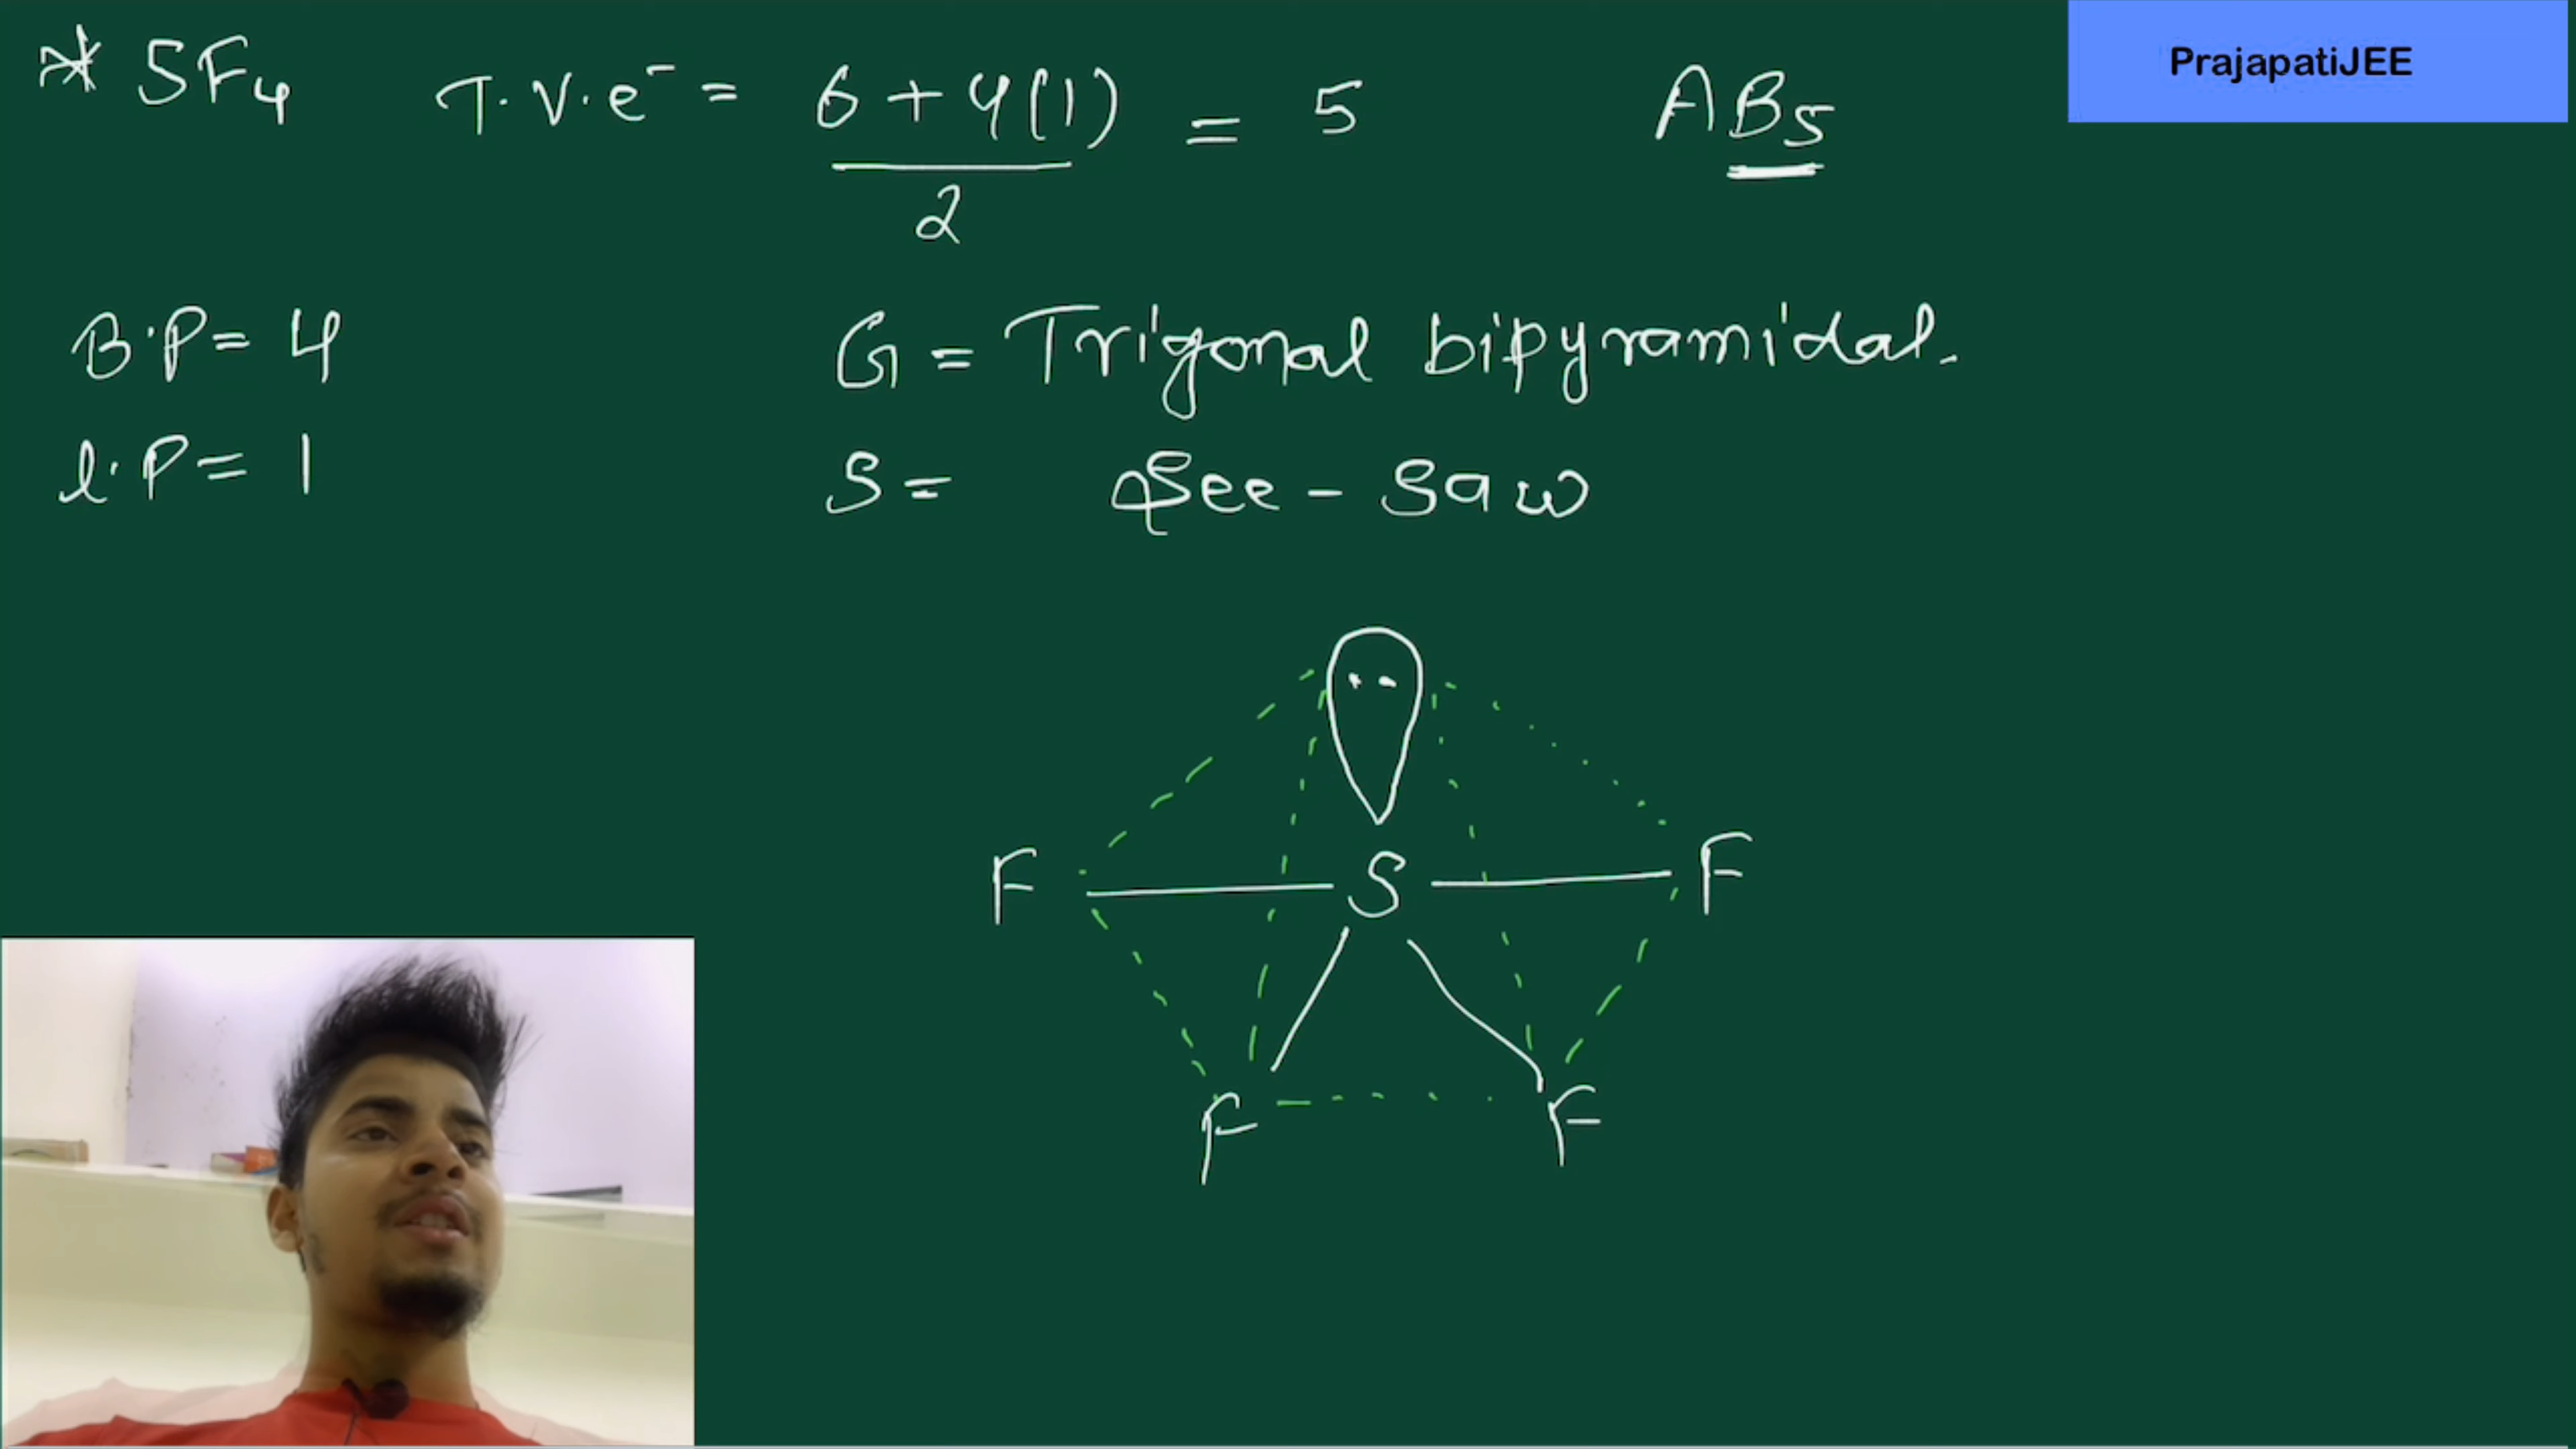 PrajapatiJEE
* SF4 T.V.e⁻ = 6+4(1) = 5 AB5
2
B.P= 4 G = Trigonal bipyramidal.
l.P= 1 S = See - Saw
F S F
F F